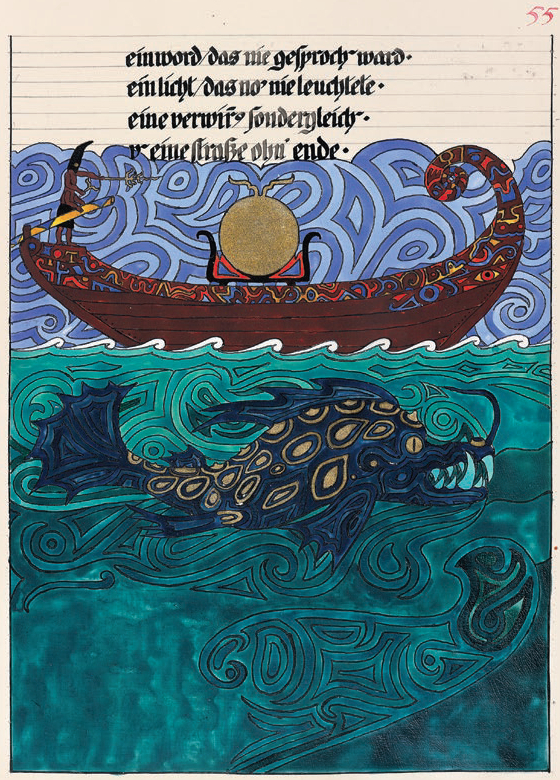 55
ein word/das nie gesproch' ward·
ein licht/das no' nie leuchtete·
eine verwirr' sondergleich'·
eine straße ohn' ende·